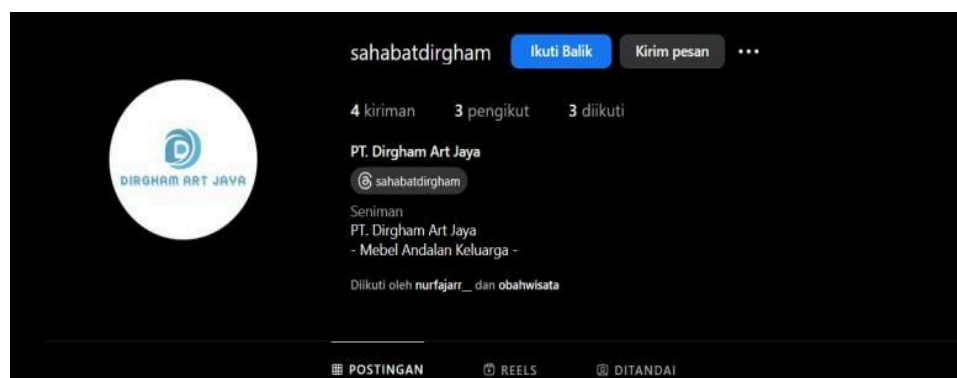 sahabatdirgham Ikuti Balik Kirim pesan
4 kiriman 3 pengikut 3 diikuti
DIRGHAM ART JAYA
PT. Dirgham Art Jaya
sahabatdirgham
Seniman
PT. Dirgham Art Jaya
- Mebel Andalan Keluarga -
Diikuti oleh nurfajarr__ dan obahwisata
POSTINGAN REELS DITANDAI